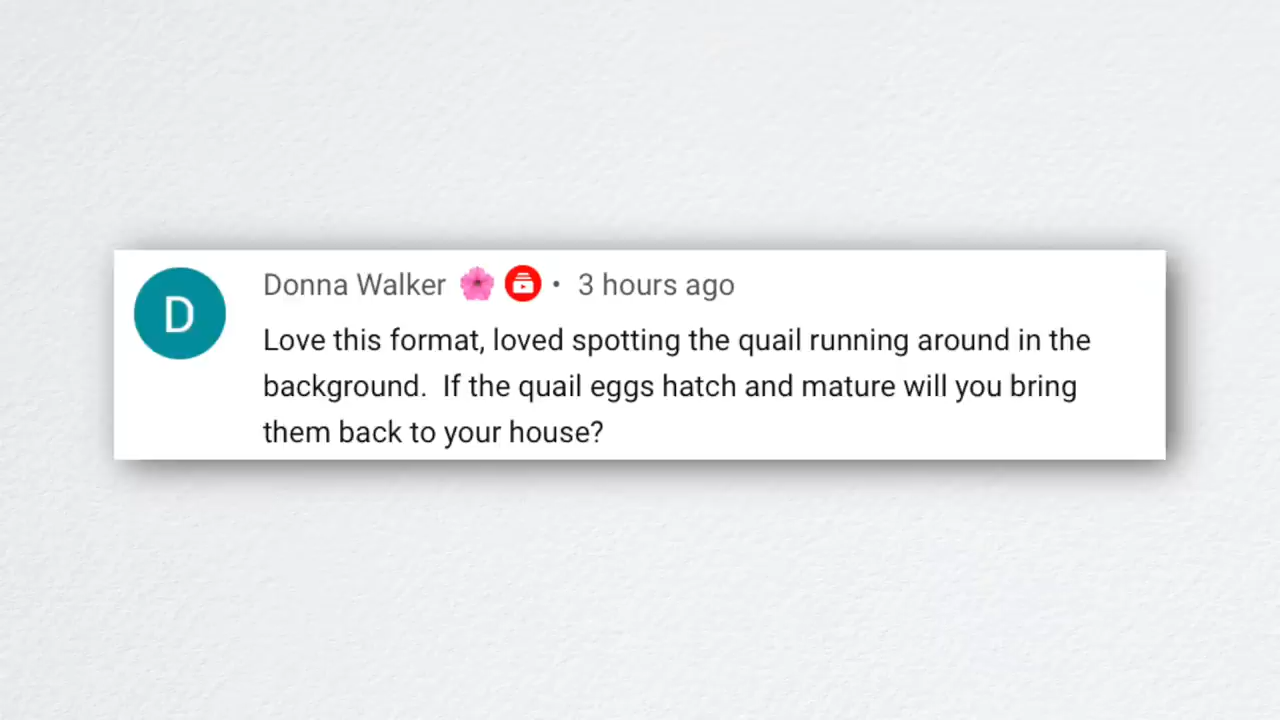 D
Donna Walker 🌸 • 3 hours ago
Love this format, loved spotting the quail running around in the
background.  If the quail eggs hatch and mature will you bring
them back to your house?